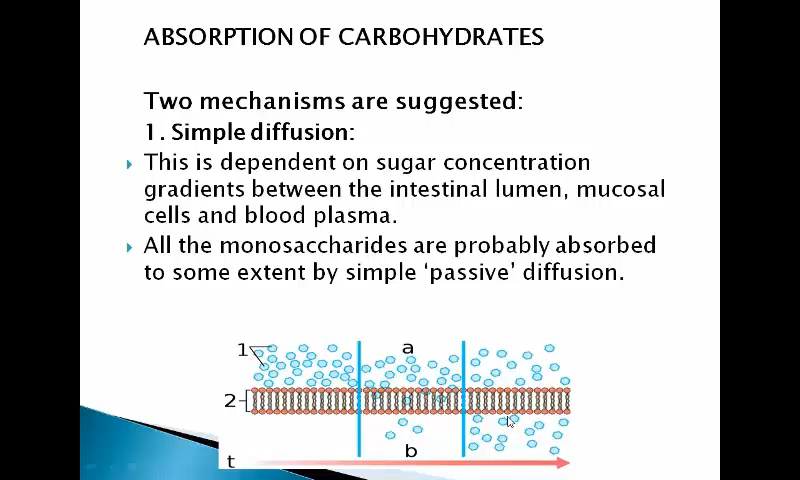 ABSORPTION OF CARBOHYDRATES
Two mechanisms are suggested:
1. Simple diffusion:
This is dependent on sugar concentration
gradients between the intestinal lumen, mucosal
cells and blood plasma.
All the monosaccharides are probably absorbed
to some extent by simple ‘passive’ diffusion.
1
a
2
b
t